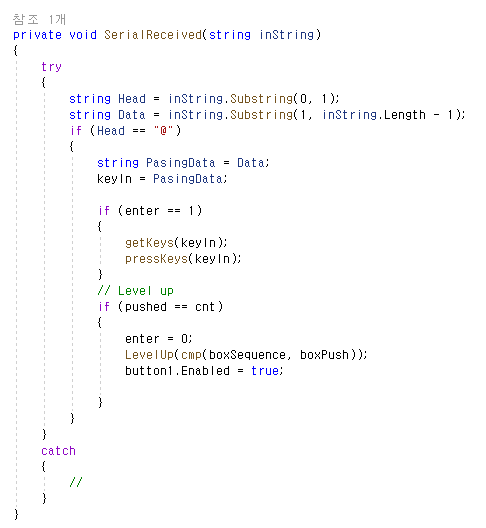 참조 1개
private void SerialReceived(string inString)
{
    try
    {
        string Head = inString.Substring(0, 1);
        string Data = inString.Substring(1, inString.Length - 1);
        if (Head == "@")
        {
            string PasingData = Data;
            keyIn = PasingData;

            if (enter == 1)
            {
                getKeys(keyIn);
                pressKeys(keyIn);
            }
            // Level up
            if (pushed == cnt)
            {
                enter = 0;
                LevelUp(cmp(boxSequence, boxPush));
                button1.Enabled = true;

            }
        }
    }
    catch
    {
        //
    }
}